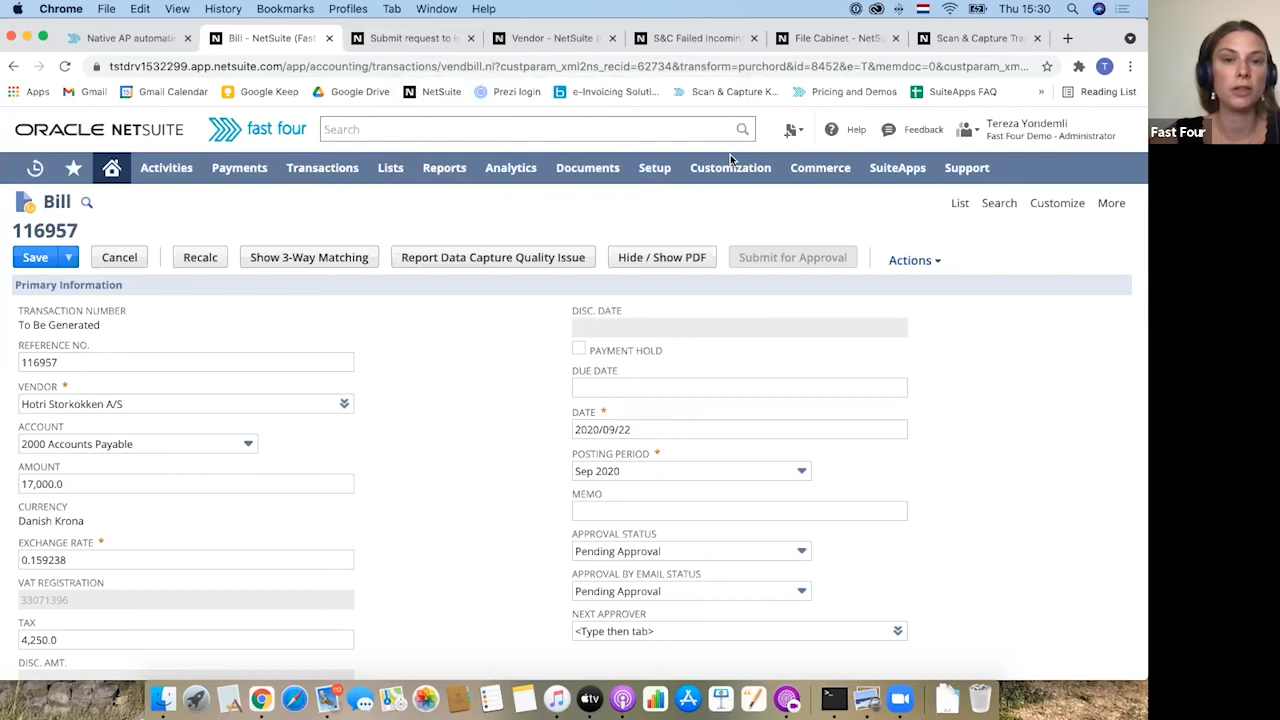 Chrome File Edit View History Bookmarks Profiles Tab Window Help Thu 15:30
Native AP automatic Bill - NetSuite (Fast Submit request to in Vendor - NetSuite ( S&C Failed Incomin File Cabinet - NetSu Scan & Capture Tra
tstdrv1532299.app.netsuite.com/app/accounting/transactions/vendbill.nl?custparam_xml2ns_recid=62734&transform=purchord&id=8452&e=T&memdoc=0&custparam_xm...
Apps Gmail Gmail Calendar Google Keep Google Drive NetSuite Prezi login e-Invoicing Soluti... Scan & Capture K... Pricing and Demos SuiteApps FAQ » Reading List
ORACLE NETSUITE fast four Search Help Feedback Tereza Yondemli
Fast Four Demo - Administrator
Fast Four
Activities Payments Transactions Lists Reports Analytics Documents Setup Customization Commerce SuiteApps Support
Bill List Search Customize More
116957
Save Cancel Recalc Show 3-Way Matching Report Data Capture Quality Issue Hide / Show PDF Submit for Approval Actions
Primary Information
TRANSACTION NUMBER
To Be Generated
REFERENCE NO.
116957
VENDOR *
Hotri Storkokken A/S
ACCOUNT
2000 Accounts Payable
AMOUNT
17,000.0
CURRENCY
Danish Krona
EXCHANGE RATE *
0.159238
VAT REGISTRATION
33071396
TAX
4,250.0
DISC. AMT.
DISC. DATE
PAYMENT HOLD
DUE DATE
DATE *
2020/09/22
POSTING PERIOD *
Sep 2020
MEMO
APPROVAL STATUS
Pending Approval
APPROVAL BY EMAIL STATUS
Pending Approval
NEXT APPROVER
<Type then tab>